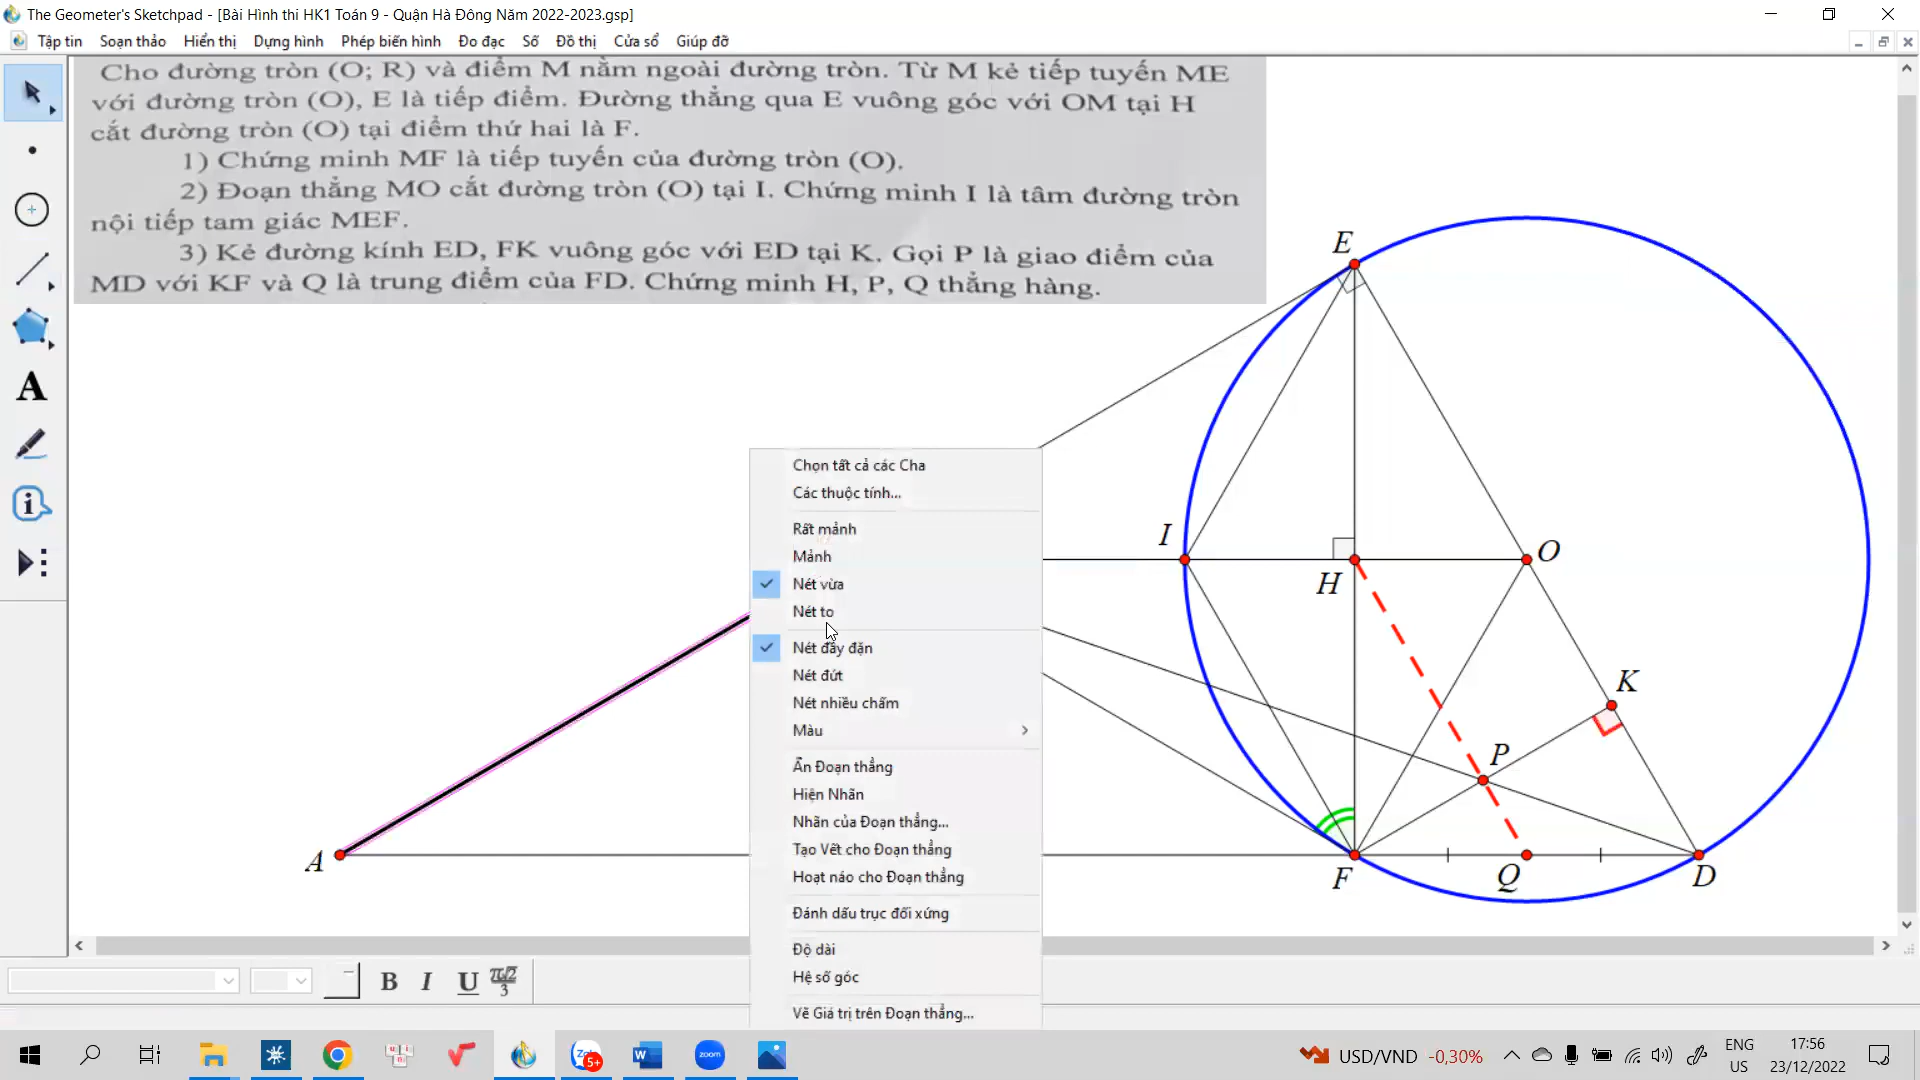 The Geometer's Sketchpad - [Bài Hình thi HK1 Toán 9 - Quận Hà Đông Năm 2022-2023.gsp]
Tập tin Soạn thảo Hiển thị Dựng hình Phép biến hình Đo đạc Số Đồ thị Cửa sổ Giúp đỡ
Cho đường tròn (O; R) và điểm M nằm ngoài đường tròn. Từ M kẻ tiếp tuyến ME
với đường tròn (O), E là tiếp điểm. Đường thẳng qua E vuông góc với OM tại H
cắt đường tròn (O) tại điểm thứ hai là F.
1) Chứng minh MF là tiếp tuyến của đường tròn (O).
2) Đoạn thẳng MO cắt đường tròn (O) tại I. Chứng minh I là tâm đường tròn
nội tiếp tam giác MEF.
3) Kẻ đường kính ED, FK vuông góc với ED tại K. Gọi P là giao điểm của
MD với KF và Q là trung điểm của FD. Chứng minh H, P, Q thẳng hàng.
A
E
I
H
O
K
P
A
F
Q
D
Chọn tất cả các Cha
Các thuộc tính...
Rất mảnh
Mảnh
Nét vừa
Nét to
Nét đầy đặn
Nét đứt
Nét nhiều chấm
Màu
Ẩn Đoạn thẳng
Hiện Nhãn
Nhãn của Đoạn thẳng...
Tạo Vết cho Đoạn thẳng
Hoạt náo cho Đoạn thẳng
Đánh dấu trục đối xứng
Độ dài
Hệ số góc
Vẽ Giá trị trên Đoạn thẳng...
B I U π√2/3
5+
zoom
USD/VND -0,30%
ENG
US
17:56
23/12/2022